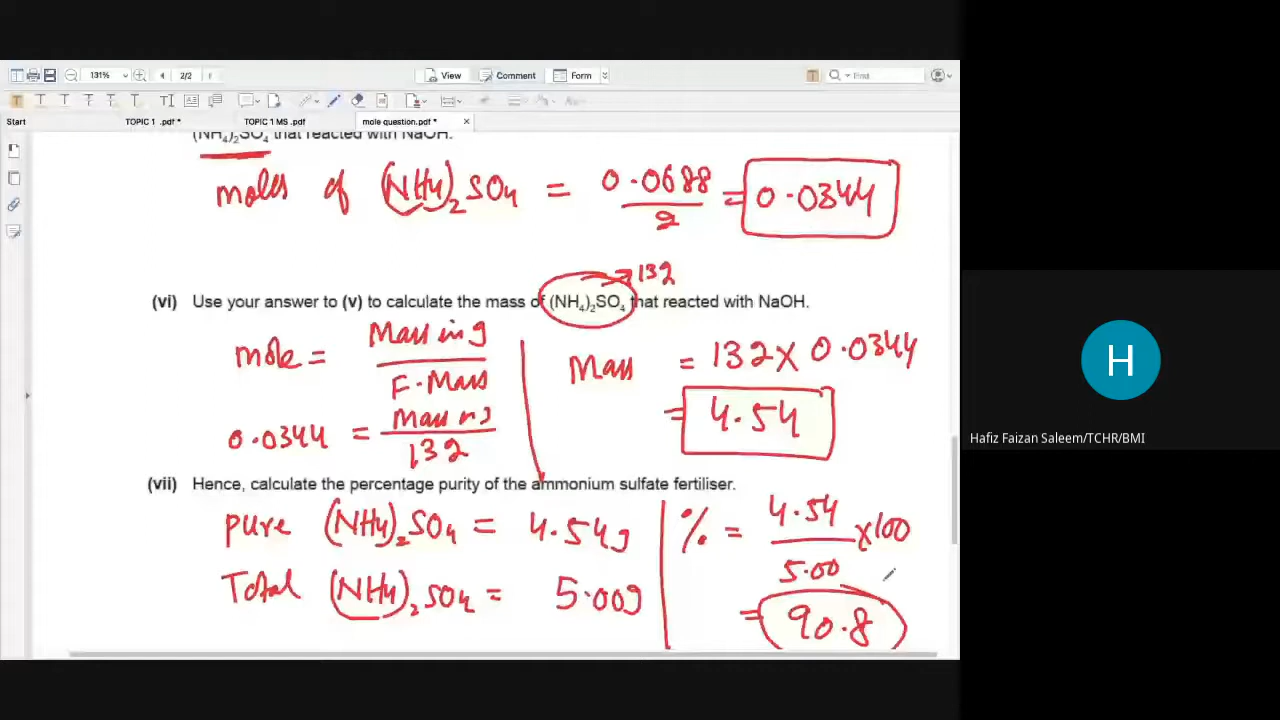 131% 2/2 View Comment Form Find
Start TOPIC 1 .pdf * TOPIC 1 MS .pdf mole question.pdf *
(NH4)2SO4 that reacted with NaOH.
moles of (NH4)2SO4 = 0.0688 / 2 = 0.0344
132
(vi) Use your answer to (v) to calculate the mass of (NH4)2SO4 that reacted with NaOH.
mole = Mass in g / F.Mass
0.0344 = Mass in g / 132
Mass = 132 x 0.0344
= 4.54
(vii) Hence, calculate the percentage purity of the ammonium sulfate fertiliser.
pure (NH4)2SO4 = 4.54g
Total (NH4)2SO4 = 5.00g
% = 4.54 / 5.00 x100
= 90.8
H
Hafiz Faizan Saleem/TCHR/BMI